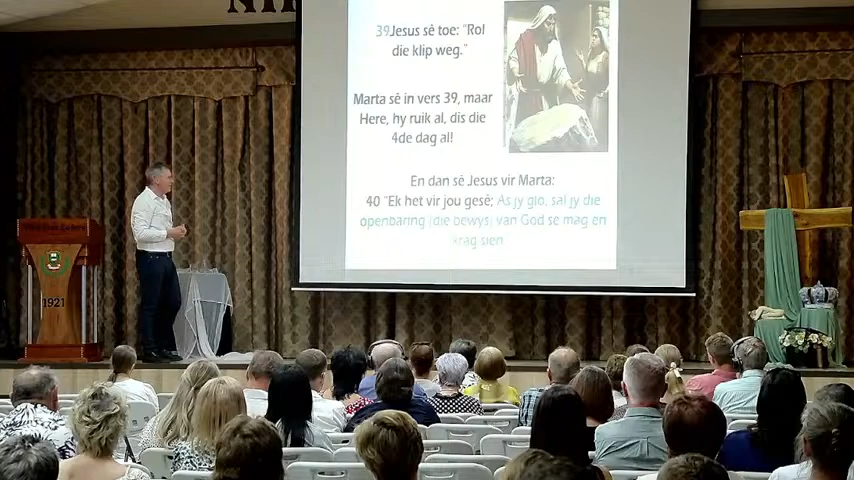 39Jesus sê toe: "Rol
die klip weg."
Marta sê in vers 39, maar
Here, hy ruik al, dis die
4de dag al!
En dan sê Jesus vir Marta:
40 "Ek het vir jou gesê; As jy glo, sal jy die
openbaring (die bewys) van God se mag en
krag sien
1921